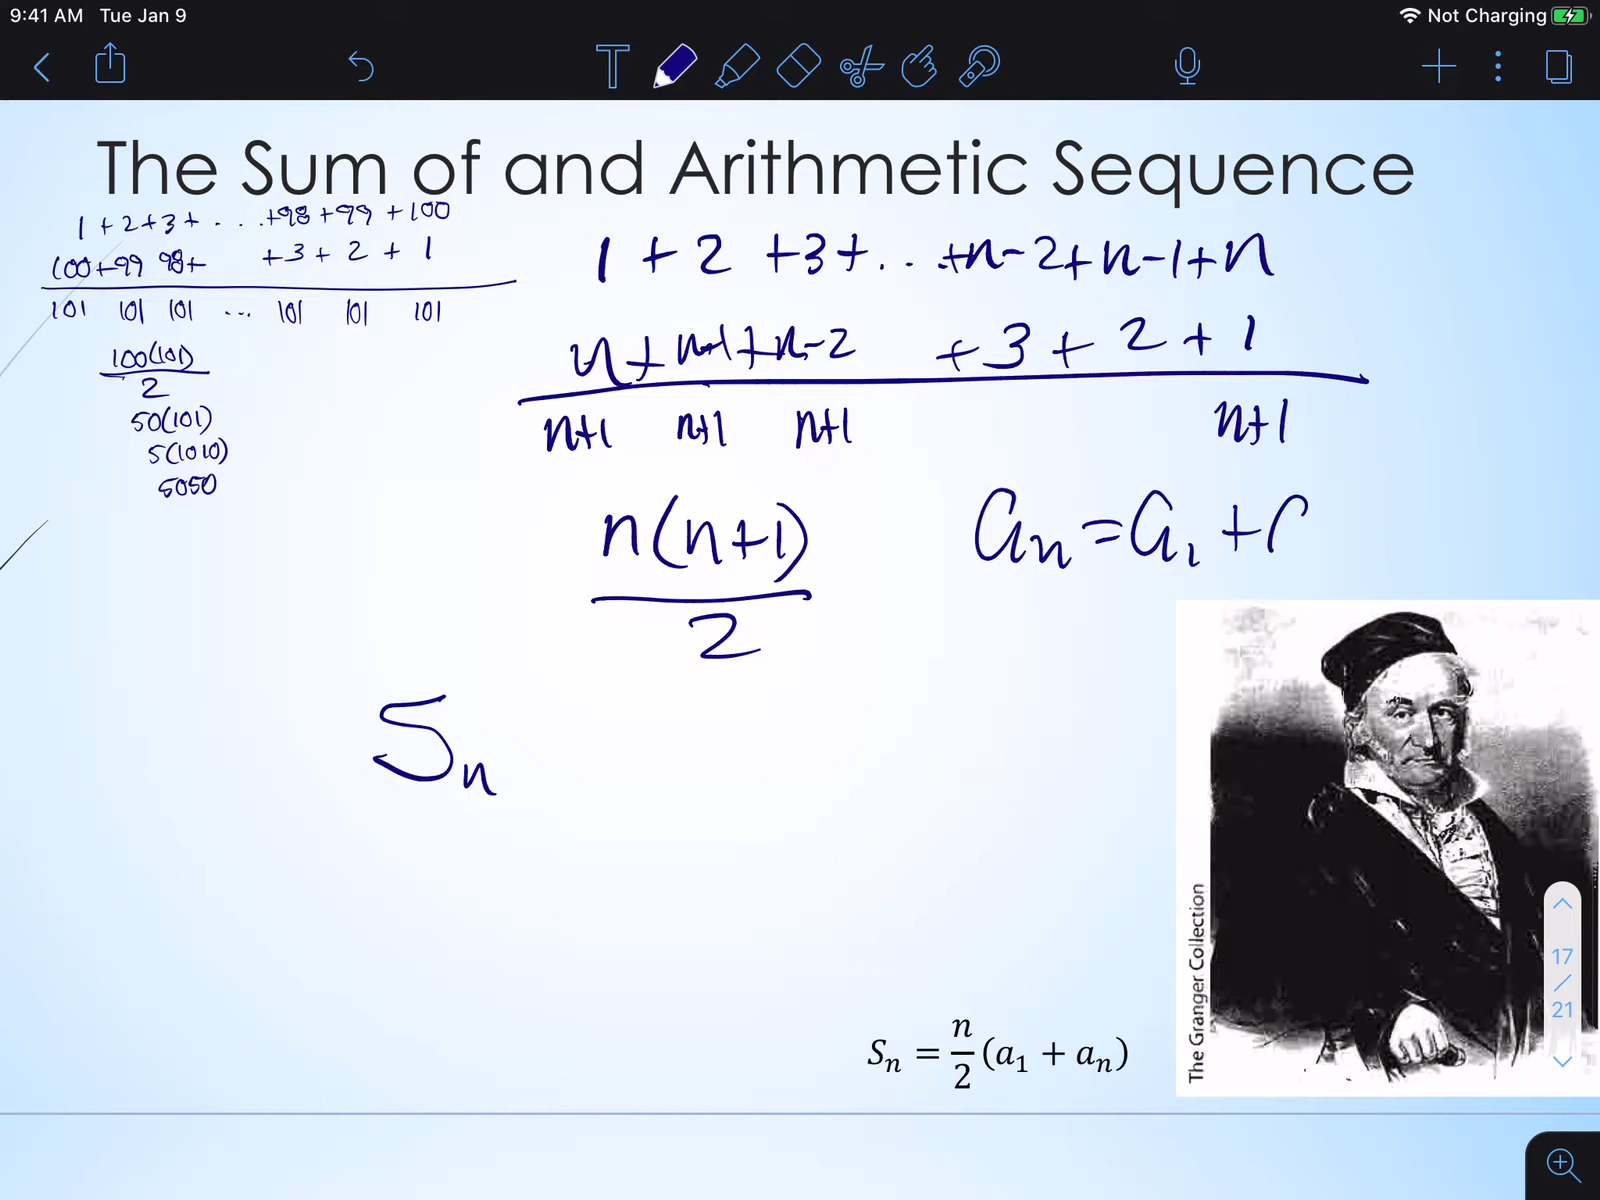 9:41 AM Tue Jan 9
Not Charging
The Sum of and Arithmetic Sequence
1 + 2 + 3 + . . . + 98 + 99 + 100
100 + 99 98 + + 3 + 2 + 1
101 101 101 ... 101 101 101
100(101)
2
50(101)
5(1010)
5050
1 + 2 + 3 + . . . + n - 2 + n - 1 + n
n + n-1 + n-2 + 3 + 2 + 1
n+1 n+1 n+1 n+1
n(n+1)
2
aₙ = a₁ + (
Sₙ
Sₙ = n/2 (a₁ + aₙ)
The Granger Collection
17
/
21